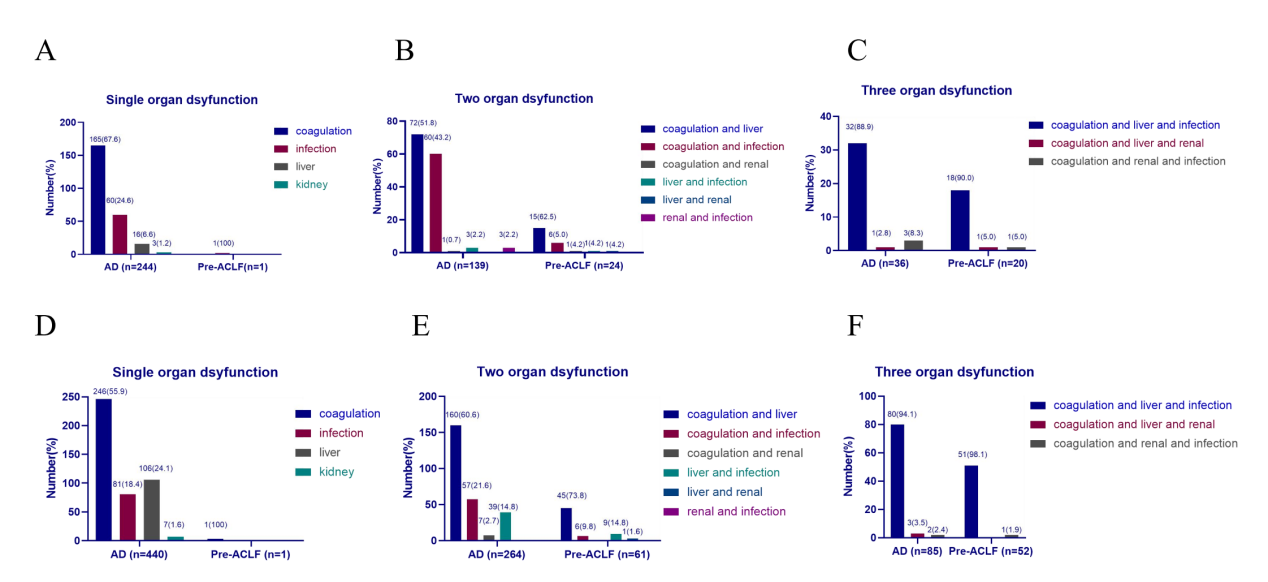 A
Single organ dsyfunction
Number(%)
200
150
100
50
0
165(67.6)
60(24.6)
16(6.6)
3(1.2)
1(100)
AD (n=244)
Pre-ACLF(n=1)
coagulation
infection
liver
kidney
B
Two organ dsyfunction
Number(%)
80
60
40
20
0
72(51.8)
60(43.2)
1(0.7)
3(2.2)
3(2.2)
15(62.5)
6(5.0)
1(4.2)
1(4.2)
1(4.2)
AD (n=139)
Pre-ACLF (n=24)
coagulation and liver
coagulation and infection
coagulation and renal
liver and infection
liver and renal
renal and infection
C
Three organ dsyfunction
Number(%)
40
30
20
10
0
32(88.9)
1(2.8)
3(8.3)
18(90.0)
1(5.0)
1(5.0)
AD (n=36)
Pre-ACLF (n=20)
coagulation and liver and infection
coagulation and liver and renal
coagulation and renal and infection
D
Single organ dsyfunction
Number(%)
250
200
150
100
50
0
246(55.9)
81(18.4)
106(24.1)
7(1.6)
1(100)
AD (n=440)
Pre-ACLF (n=1)
coagulation
infection
liver
kidney
E
Two organ dsyfunction
Number(%)
200
150
100
50
0
160(60.6)
57(21.6)
7(2.7)
39(14.8)
45(73.8)
6(9.8)
9(14.8)
1(1.6)
AD (n=264)
Pre-ACLF (n=61)
coagulation and liver
coagulation and infection
coagulation and renal
liver and infection
liver and renal
renal and infection
F
Three organ dsyfunction
Number(%)
100
80
60
40
20
0
80(94.1)
3(3.5)
2(2.4)
51(98.1)
1(1.9)
AD (n=85)
Pre-ACLF (n=52)
coagulation and liver and infection
coagulation and liver and renal
coagulation and renal and infection